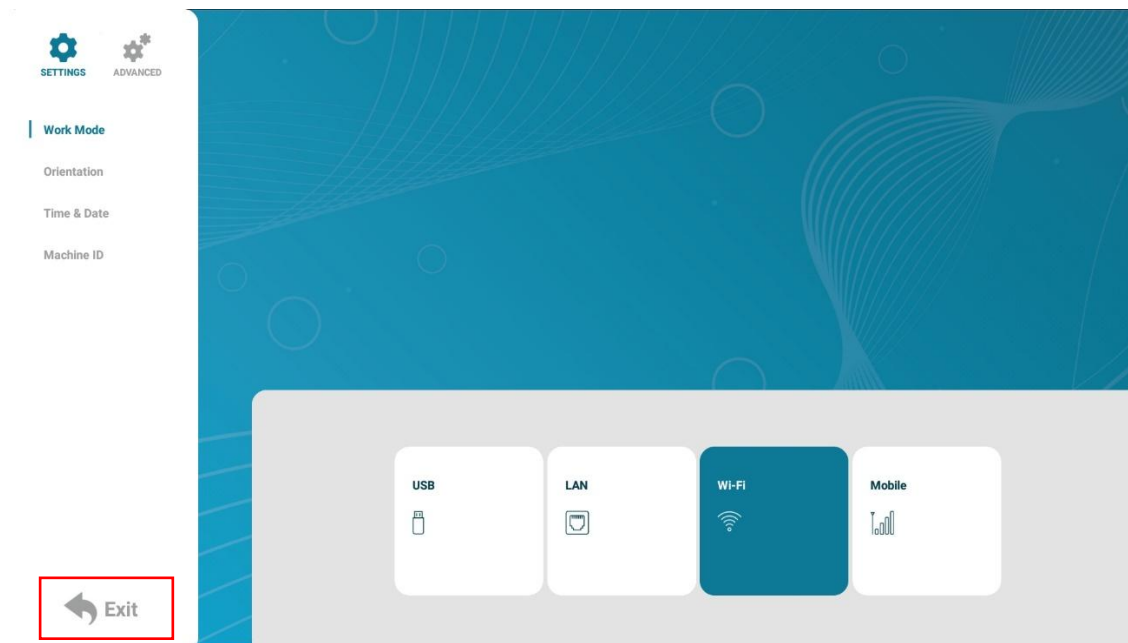 SETTINGS ADVANCED
Work Mode
Orientation
Time & Date
Machine ID
USB LAN Wi-Fi Mobile
Exit